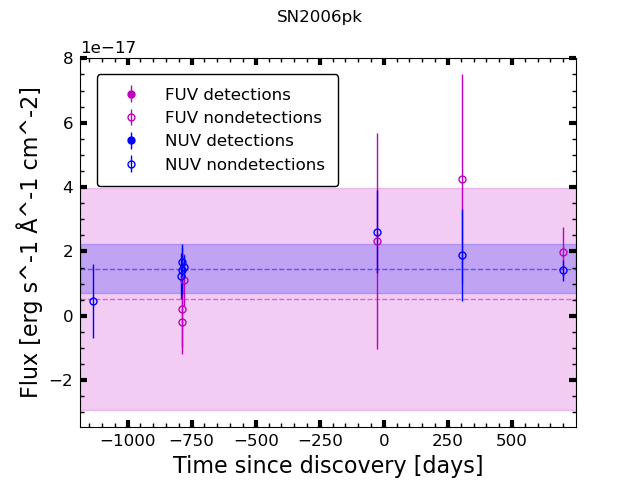 SN2006pk
1e−17
FUV detections
FUV nondetections
NUV detections
NUV nondetections
8
6
4
2
0
−2
Flux [erg s^-1 Å^-1 cm^-2]
−1000 −750 −500 −250 0 250 500
Time since discovery [days]